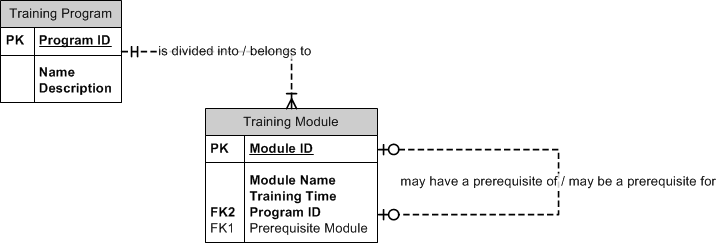 Training Program
PK Program ID
Name
Description
is divided into / belongs to
Training Module
PK Module ID
Module Name
Training Time
FK2 Program ID
FK1 Prerequisite Module
may have a prerequisite of / may be a prerequisite for